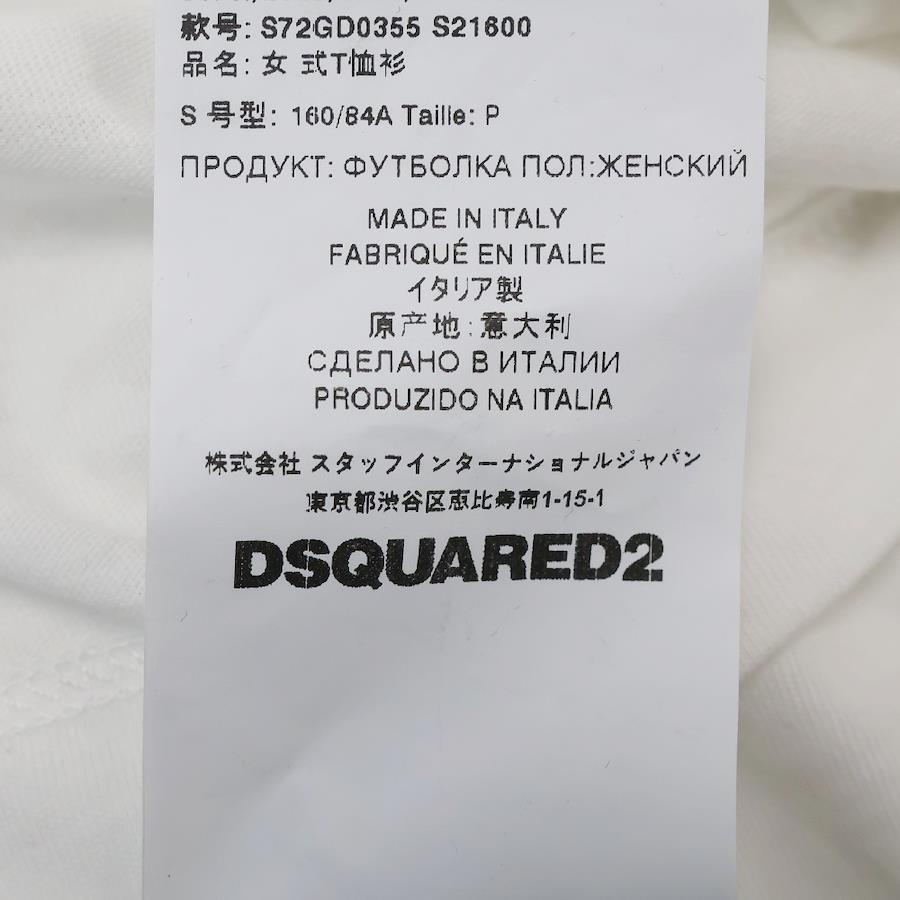 款号: S72GD0355 S21600
品名: 女 式T恤衫
S 号型: 160/84A Taille: P
ПРОДУКТ: ФУТБОЛКА ПОЛ:ЖЕНСКИЙ
MADE IN ITALY
FABRIQUÉ EN ITALIE
イタリア製
原产地:意大利
СДЕЛАНО В ИТАЛИИ
PRODUZIDO NA ITALIA
株式会社 スタッフインターナショナルジャパン
東京都渋谷区恵比寿南1-15-1
DSQUARED2